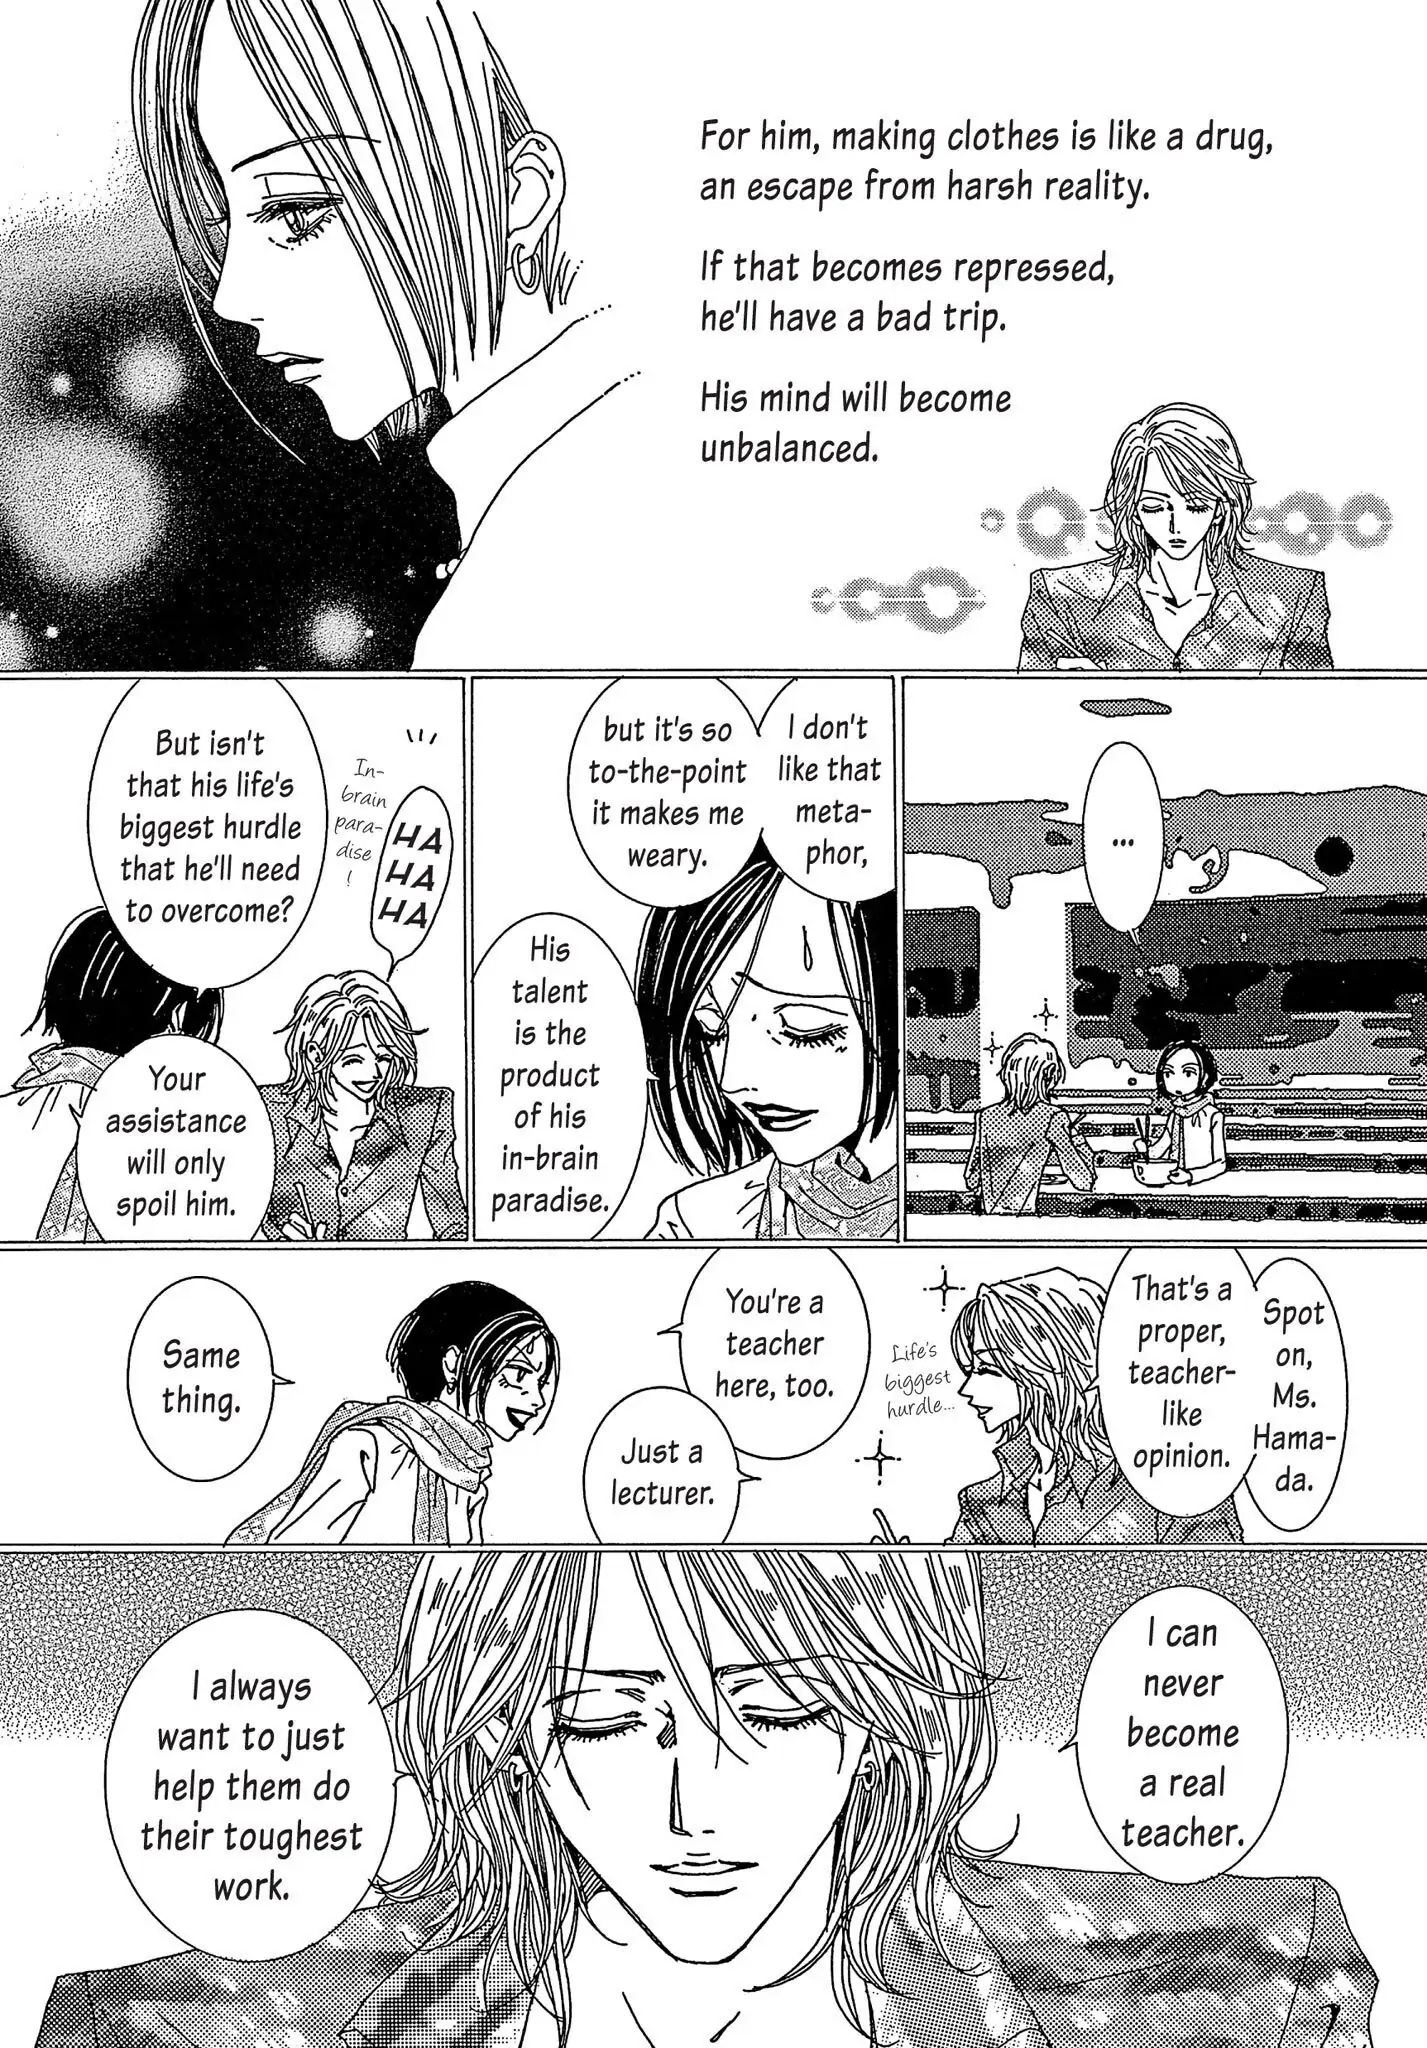 For him, making clothes is like a drug,
an escape from harsh reality.
If that becomes repressed,
he'll have a bad trip.
His mind will become
unbalanced.
...
I don't
like that
meta-
phor,
but it's so
to-the-point
it makes me
weary.
His
talent
is the
product
of his
in-brain
paradise.
HA
HA
HA
In-
brain
para-
dise
!
But isn't
that his life's
biggest hurdle
that he'll need
to overcome?
Your
assistance
will only
spoil him.
Spot
on,
Ms.
Hama-
da.
That's a
proper,
teacher-
like
opinion.
Life's
biggest
hurdle...
You're a
teacher
here, too.
Just a
lecturer.
Same
thing.
I can
never
become
a real
teacher.
I always
want to just
help them do
their toughest
work.